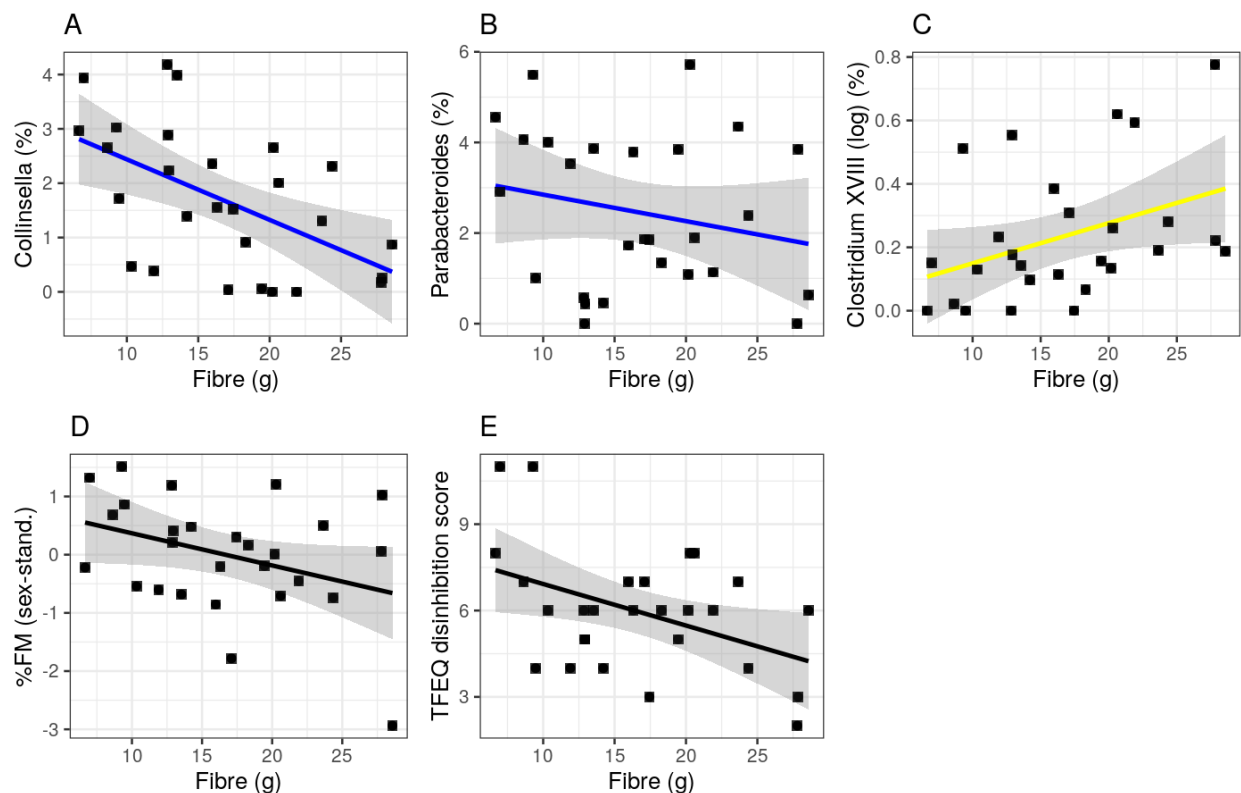 A
Collinsella (%)
4
3
2
1
0
10 15 20 25
Fibre (g)
B
Parabacteroides (%)
6
4
2
0
10 15 20 25
Fibre (g)
C
Clostridium XVIII (log) (%)
0.8
0.6
0.4
0.2
0.0
10 15 20 25
Fibre (g)
D
%FM (sex-stand.)
1
0
-1
-2
-3
10 15 20 25
Fibre (g)
E
TFEQ disinhibition score
9
6
3
10 15 20 25
Fibre (g)